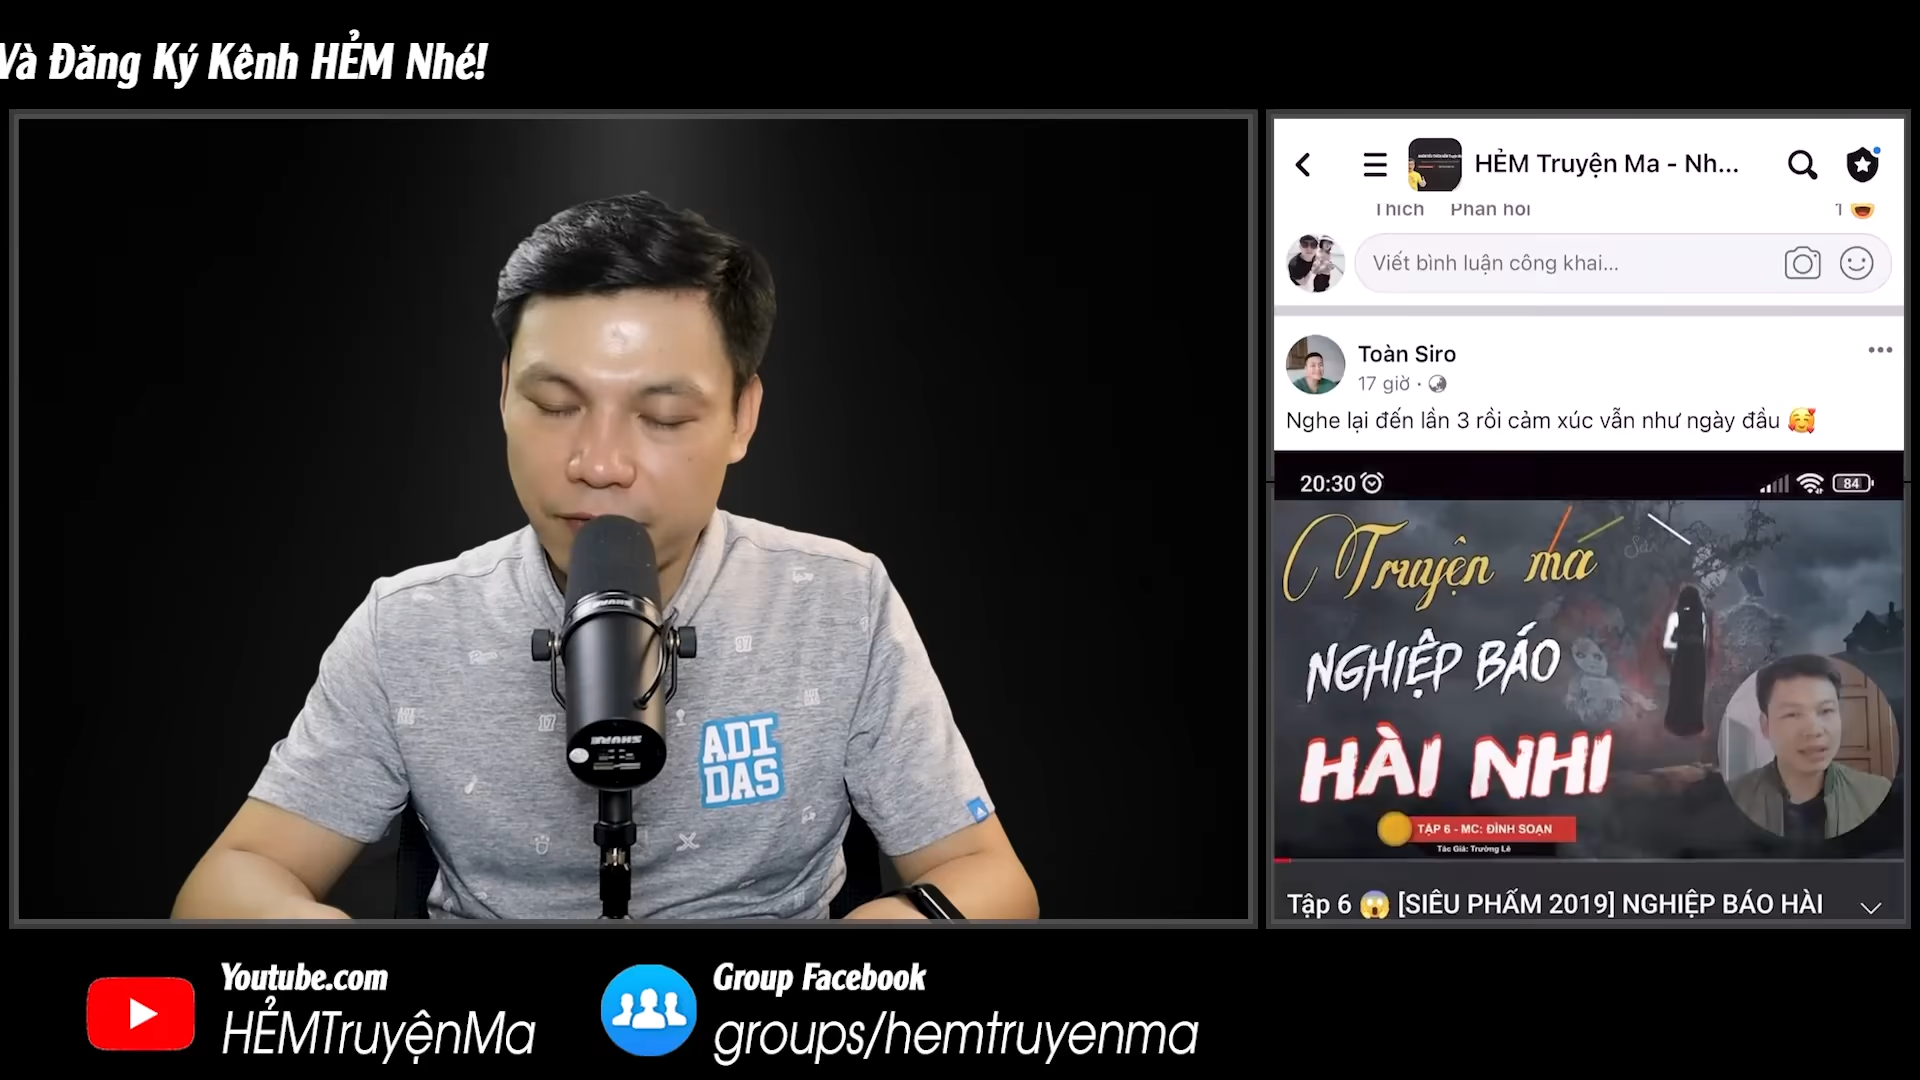 Và Đăng Ký Kênh HẺM Nhé!
HẺM Truyện Ma - Nh...
Thích Phản hồi 1
Viết bình luận công khai...
Toàn Siro
17 giờ ·
Nghe lại đến lần 3 rồi cảm xúc vẫn như ngày đầu 🥰
20:30 84
Truyện ma
NGHIỆP BÁO
HÀI NHI
TẬP 6 - MC: ĐÌNH SOẠN
Tác Giả: Trường Lê
Tập 6 😱 [SIÊU PHẨM 2019] NGHIỆP BÁO HÀI
SHURE
SHURE
ADI
DAS
Youtube.com
HẺMTruyệnMa
Group Facebook
groups/hemtruyenma